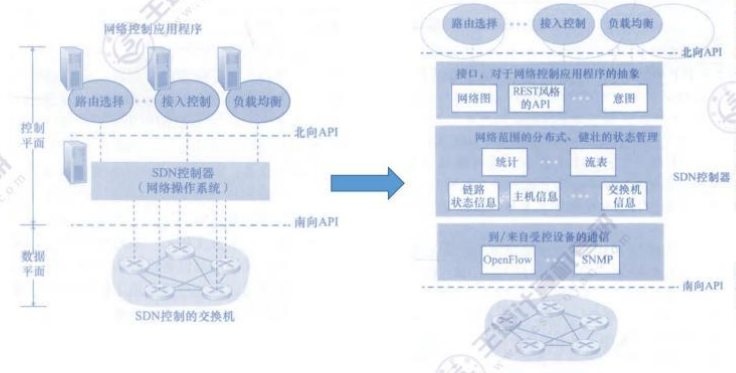 网络控制应用程序
路由选择
···
接入控制
负载均衡
北向API
控制
平面
SDN控制器
(网络操作系统)
南向API
数据
平面
SDN控制的交换机
路由选择
···
接入控制
负载均衡
北向API
接口,对于网络控制应用程序的抽象
网络图
REST风格
的API
···
意图
网络范围的分布式、健壮的状态管理
统计
···
流表
链路
状态信息
主机信息
···
交换机
信息
SDN控制器
到/来自受控设备的通信
OpenFlow
···
SNMP
南向API